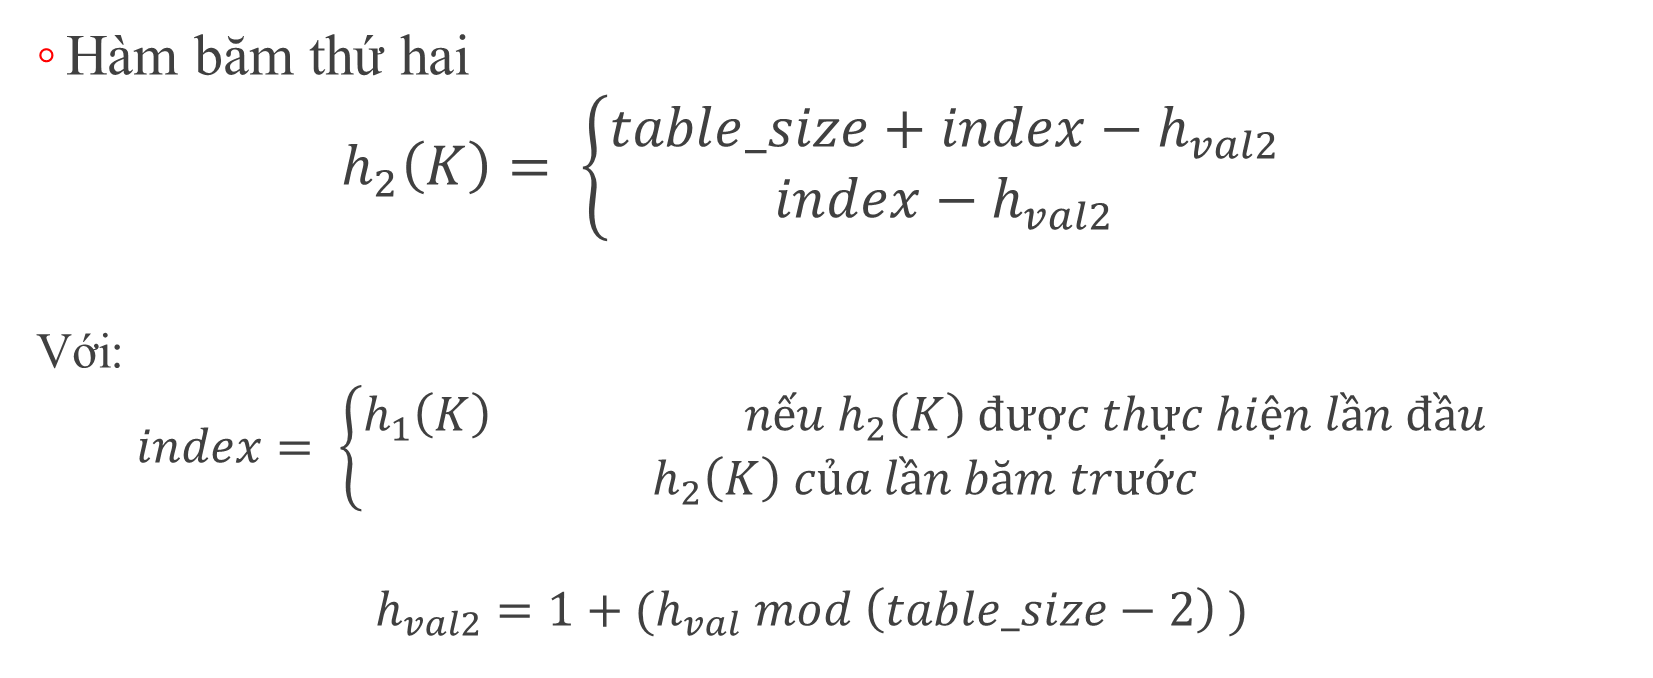 ◦ Hàm băm thứ hai
h₂(K) = { table_size + index − h_val2
index − h_val2
Với:
index = { h₁(K) nếu h₂(K) được thực hiện lần đầu
h₂(K) của lần băm trước
h_val2 = 1 + (h_val mod (table_size − 2) )